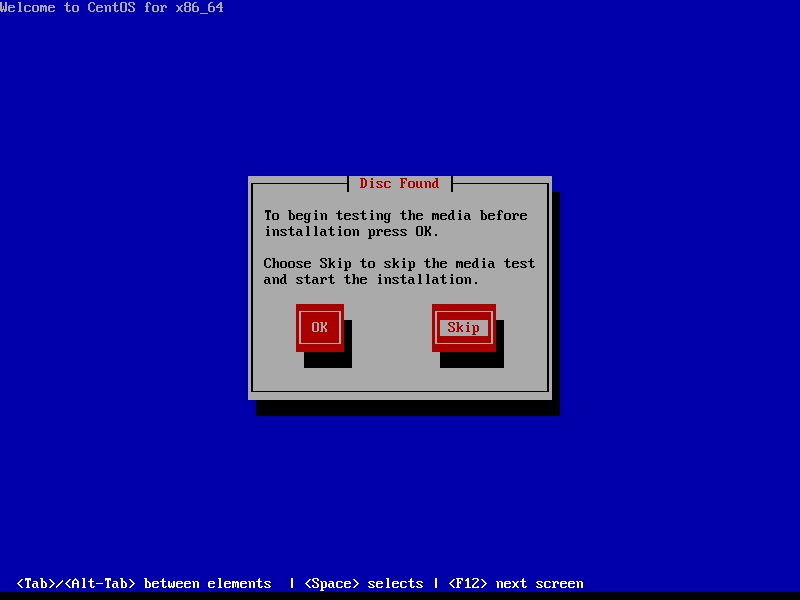 Welcome to CentOS for x86_64
Disc Found
To begin testing the media before
installation press OK.
Choose Skip to skip the media test
and start the installation.
OK
Skip
<Tab>/<Alt-Tab> between elements | <Space> selects | <F12> next screen